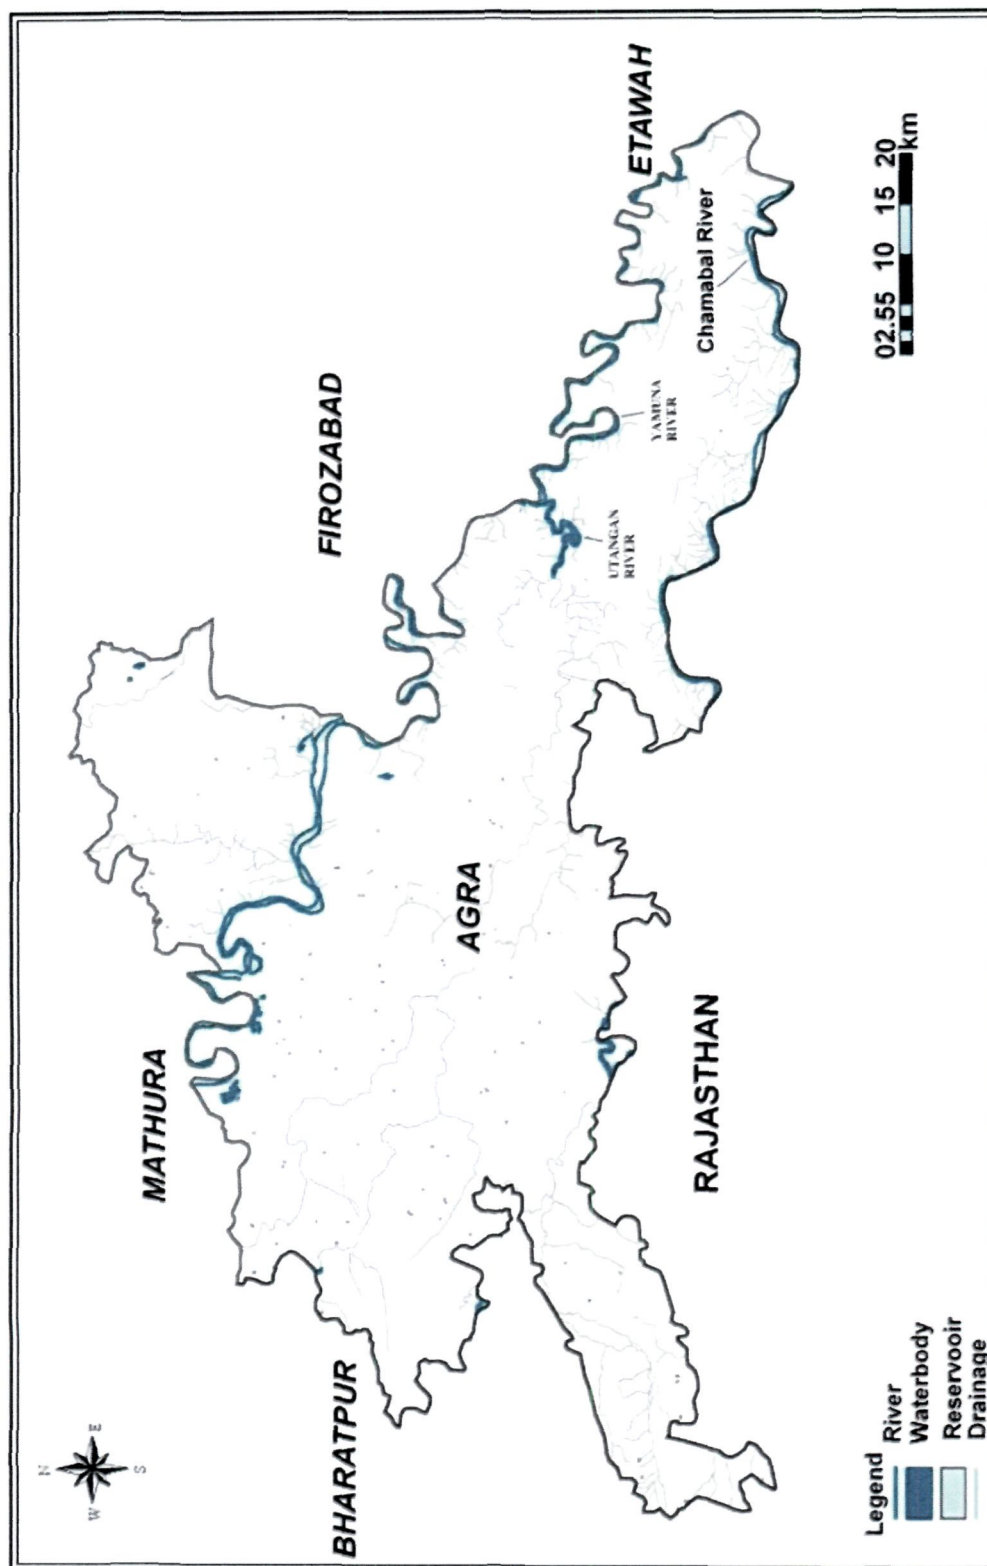 N
W
E
S
MATHURA
FIROZABAD
ETAWAH
BHARATPUR
AGRA
UTANGAN
RIVER
YAMUNA
RIVER
Chamabal River
RAJASTHAN
Legend
River
Waterbody
Reservooir
Drainage
02.55 10 15 20
km